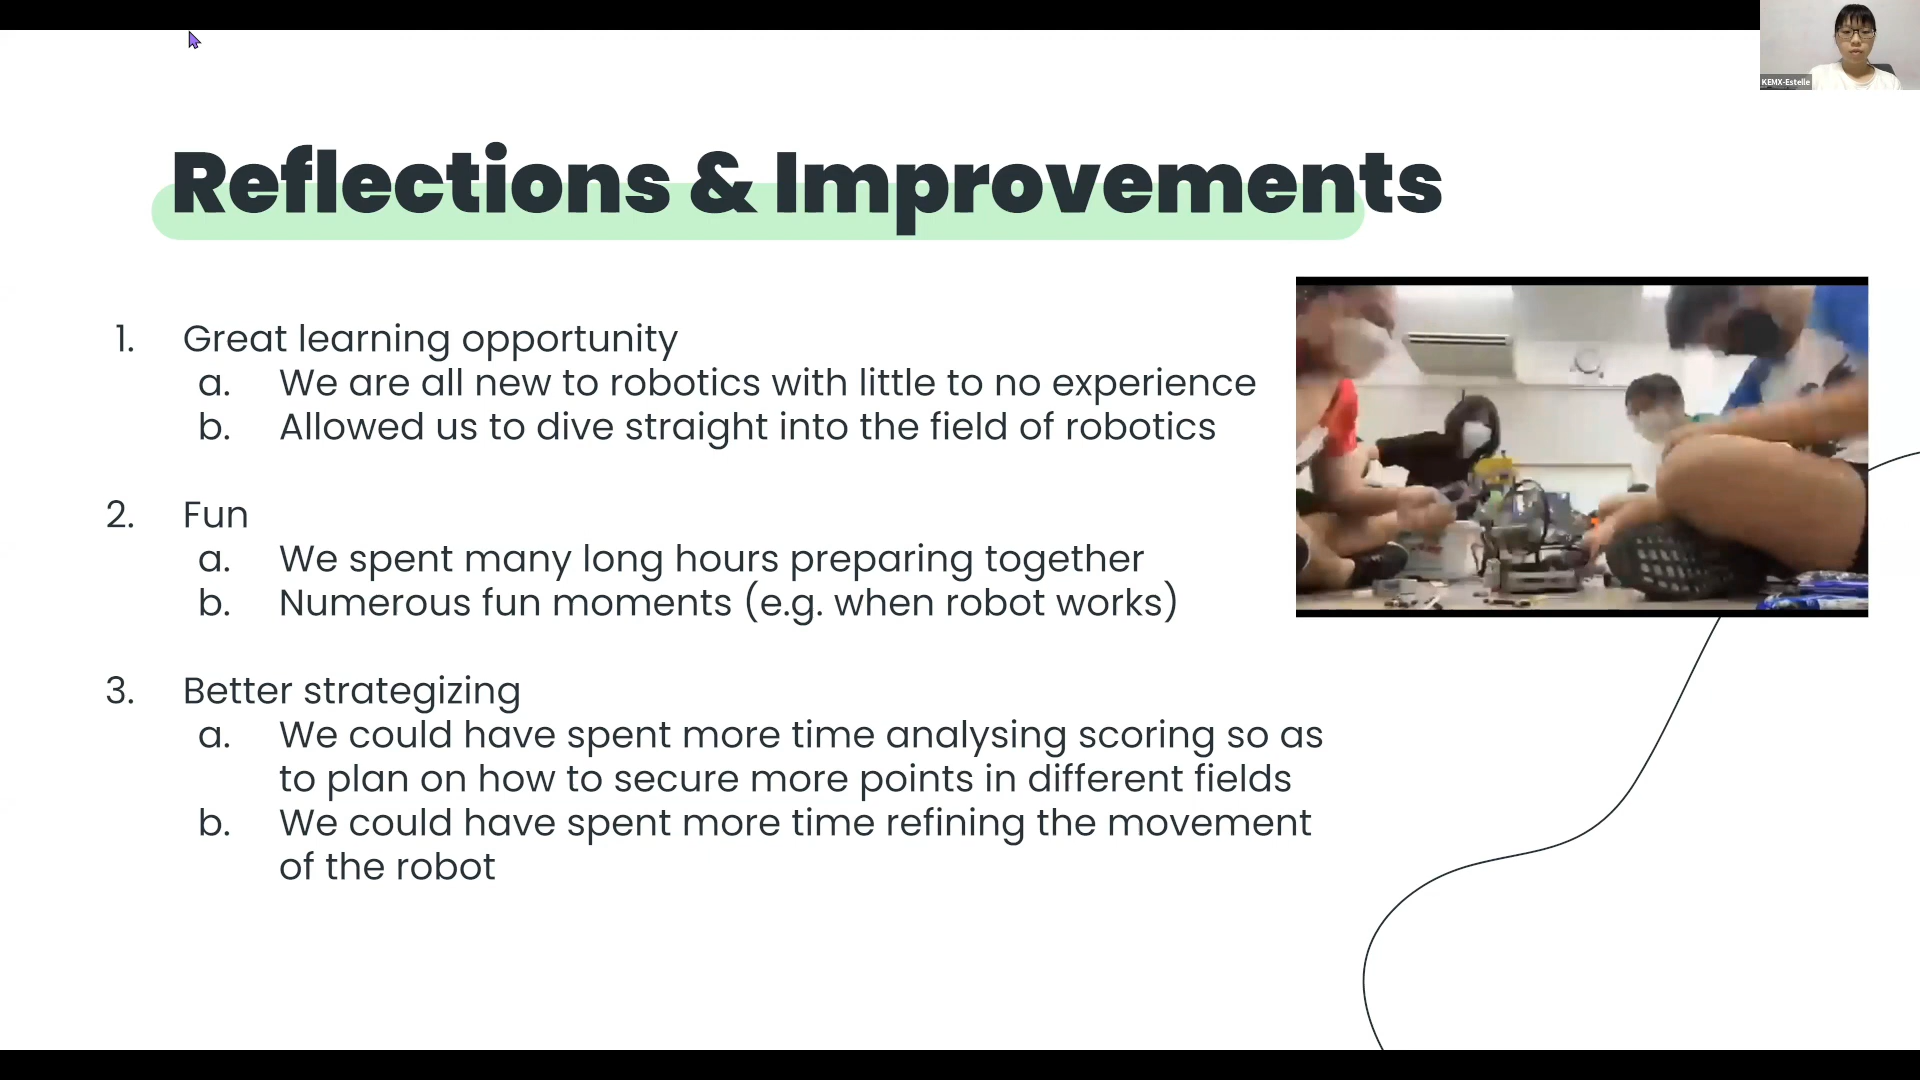 KEMX-Estelle
Reflections & Improvements
1. Great learning opportunity
a. We are all new to robotics with little to no experience
b. Allowed us to dive straight into the field of robotics
2. Fun
a. We spent many long hours preparing together
b. Numerous fun moments (e.g. when robot works)
3. Better strategizing
a. We could have spent more time analysing scoring so as
to plan on how to secure more points in different fields
b. We could have spent more time refining the movement
of the robot